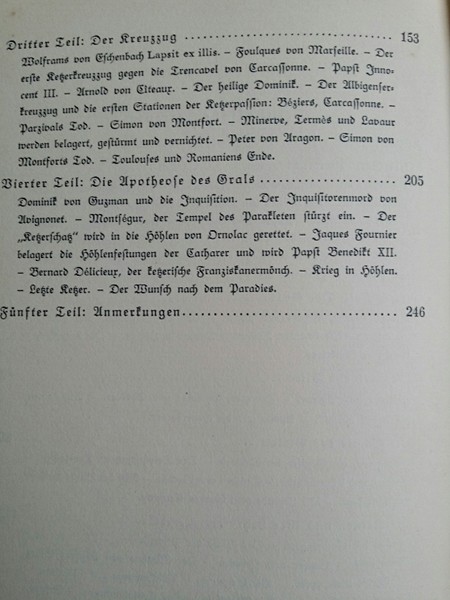 Dritter Teil: Der Kreuzzug . . . . . . . . . . . . . . . . . . . . . . . . . . . . . . 153
Wolframs von Eschenbach Lapsit ex illis. – Foulques von Marseille. – Der
erste Ketzerkreuzzug gegen die Trencavel von Carcassonne. – Papst Inno-
cent III. – Arnold von Citeaux. – Der heilige Dominik. – Der Albigenser-
kreuzzug und die ersten Stationen der Ketzerpassion: Béziers, Carcassonne. –
Parzivals Tod. – Simon von Montfort. – Minerve, Termès und Lavaur
werden belagert, gestürmt und vernichtet. – Peter von Aragon. – Simon von
Montforts Tod. – Toulouses und Romaniens Ende.
Vierter Teil: Die Apotheose des Grals . . . . . . . . . . . . . . . . . . . . . 205
Dominik von Guzman und die Inquisition. – Der Inquisitorenmord von
Avignonet. – Montségur, der Tempel des Parakleten stürzt ein. – Der
„Ketzerschatz" wird in die Höhlen von Ornolac gerettet. – Jaques Fournier
belagert die Höhlenfestungen der Catharer und wird Papst Benedikt XII.
– Bernard Délicieur, der ketzerische Franziskanermönch. – Krieg in Höhlen.
– Letzte Ketzer. – Der Wunsch nach dem Paradies.
Fünfter Teil: Anmerkungen . . . . . . . . . . . . . . . . . . . . . . . . . . . . . 246